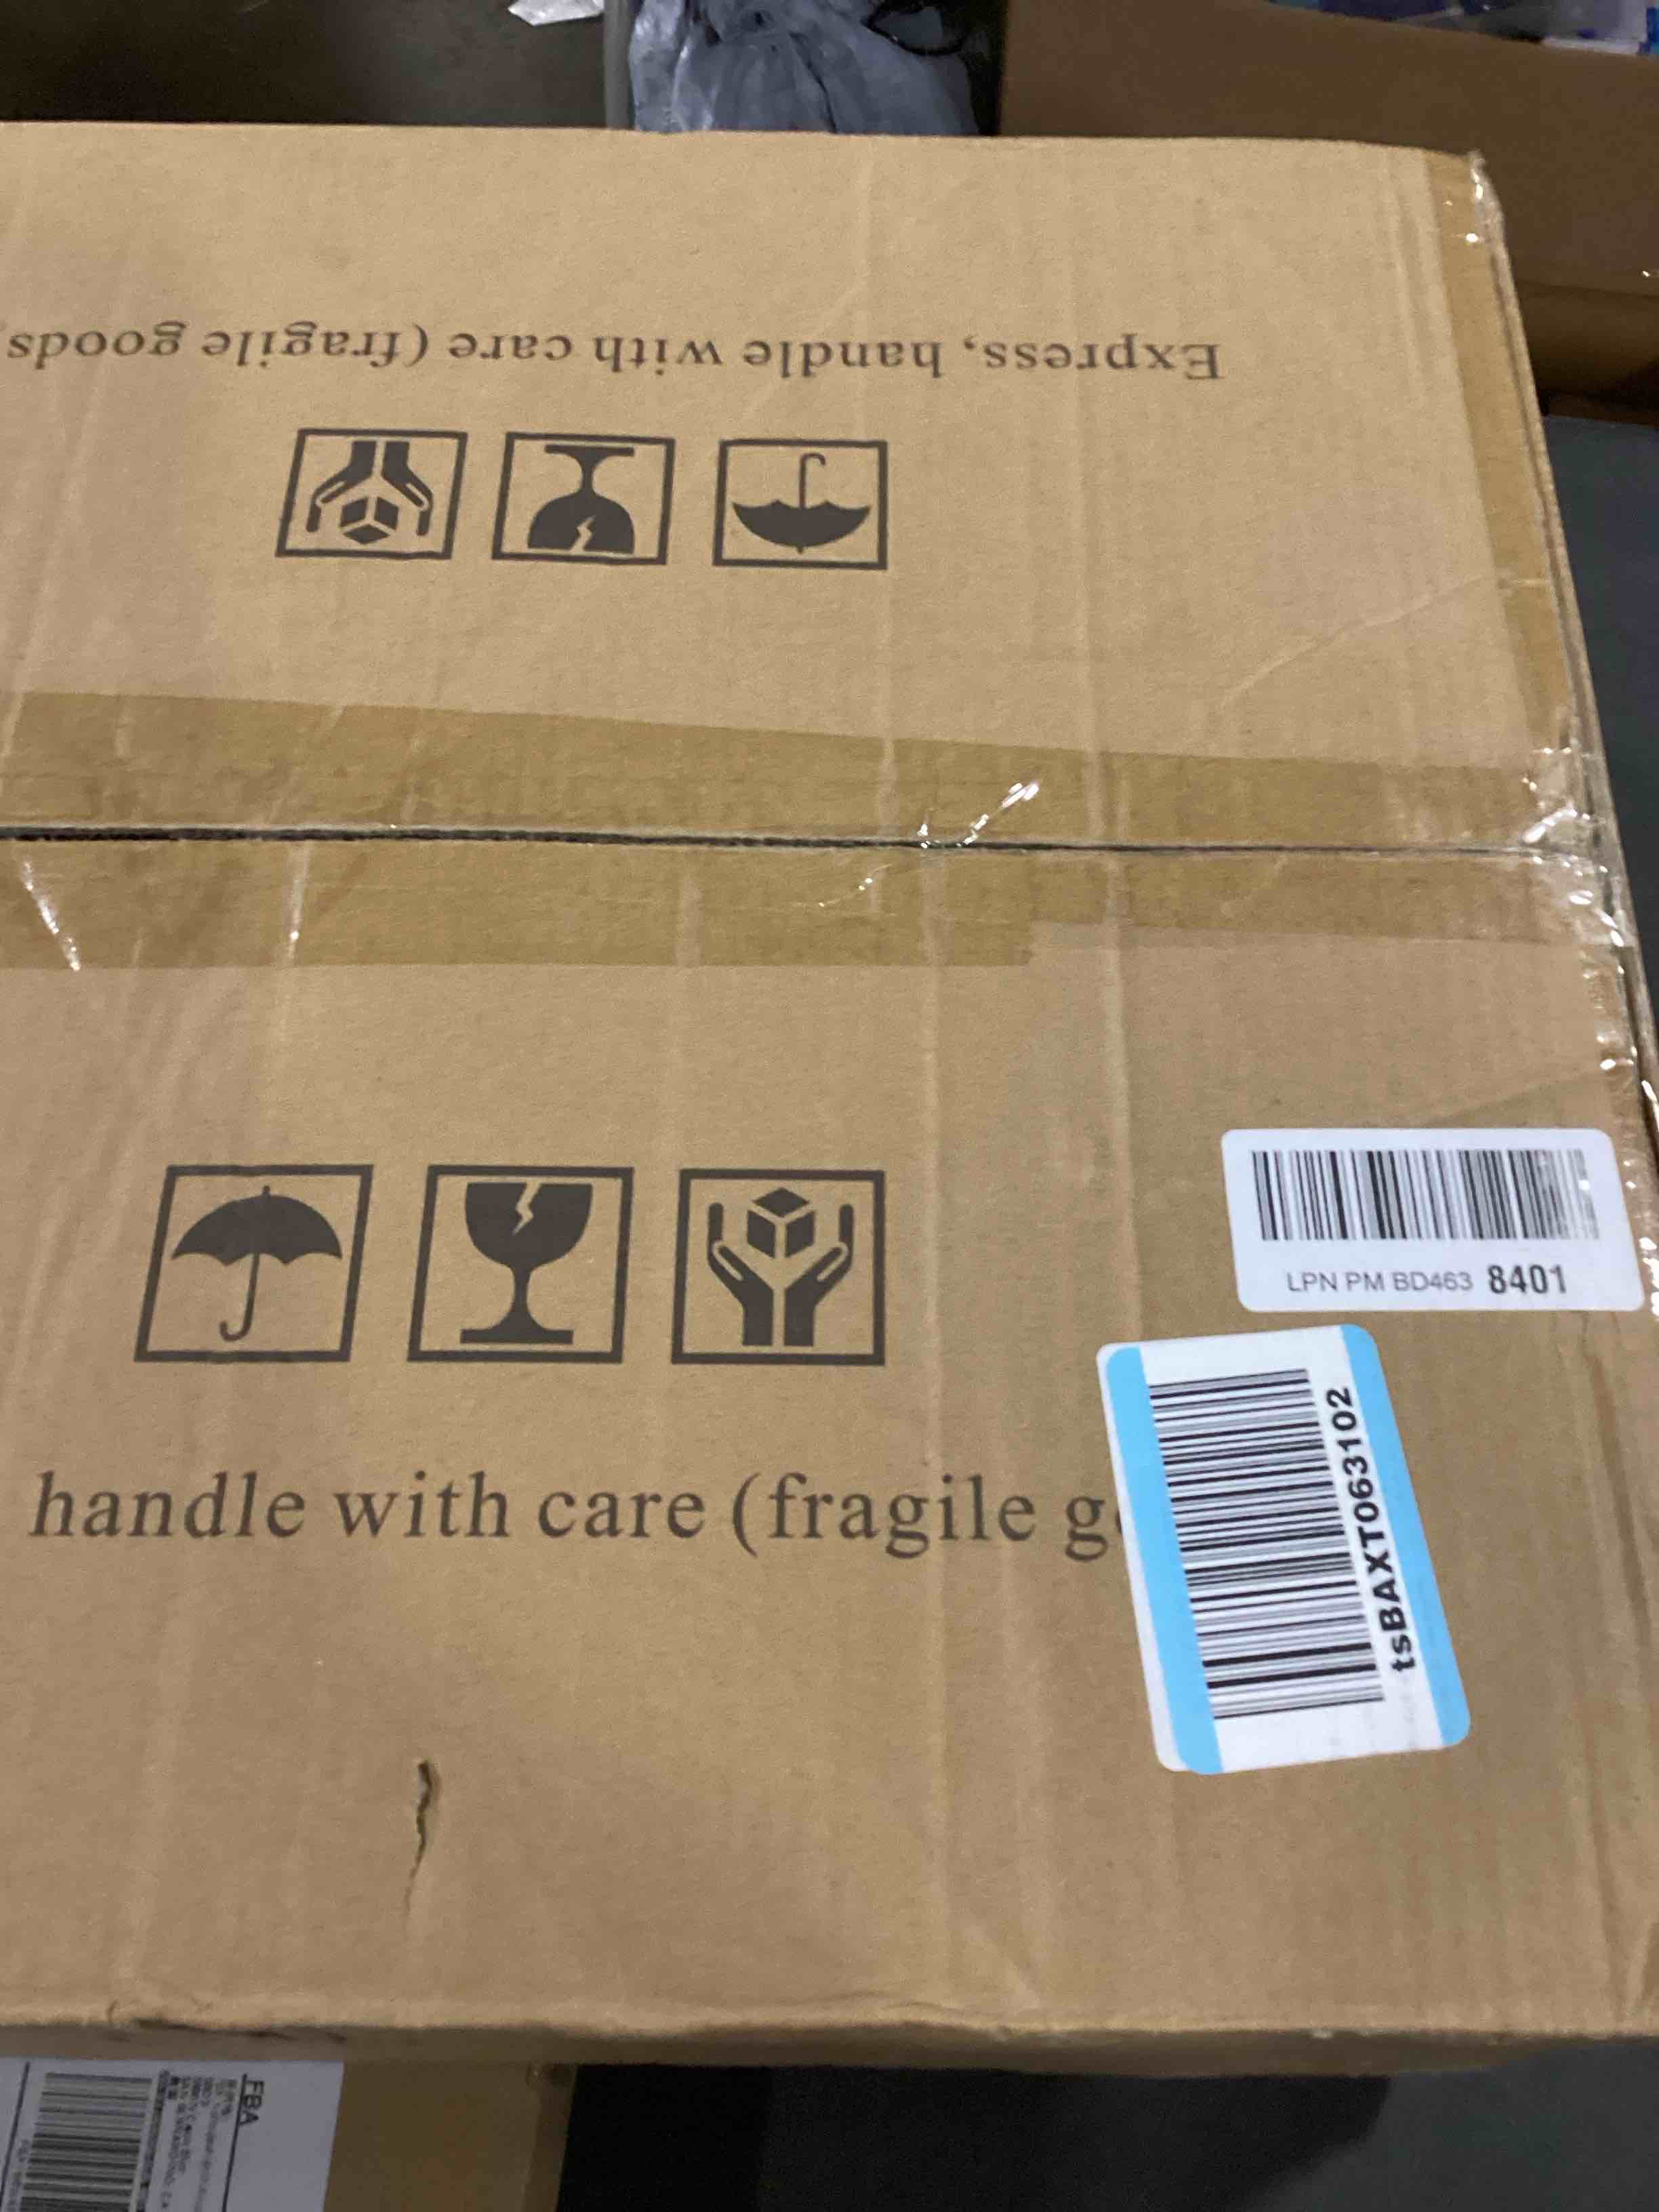 Express, handle with care (fragile goods
LPN PM BD463 8401
tsBAXT063102
handle with care (fragile g
FBA